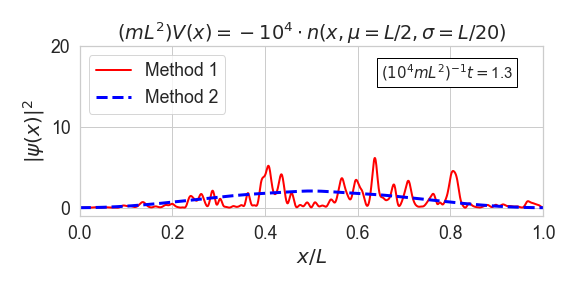 (mL²)V(x) = −10⁴ · n(x, μ = L/2, σ = L/20)
20
10
0
|ψ(x)|²
Method 1
Method 2
(10⁴mL²)⁻¹t = 1.3
0.0 0.2 0.4 0.6 0.8 1.0
x/L